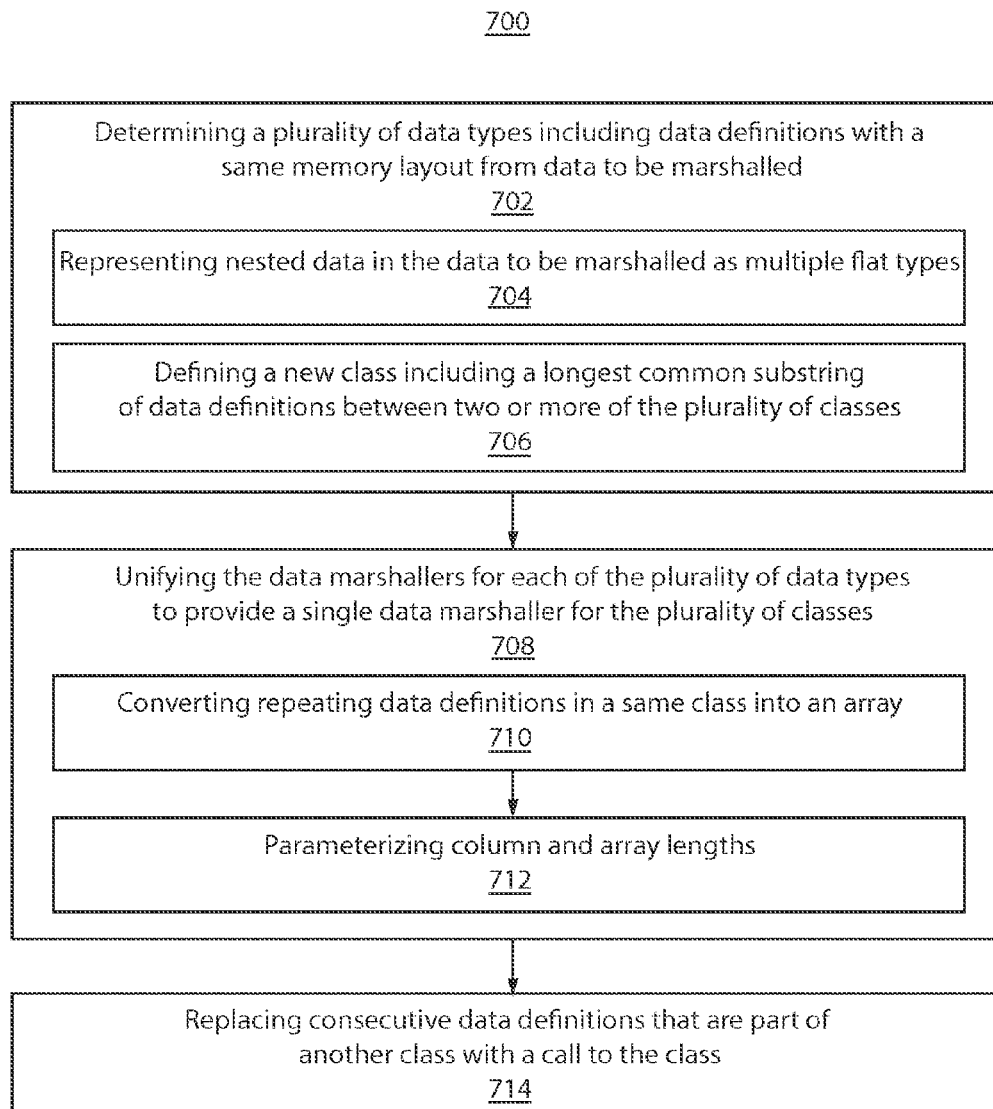 700
Determining a plurality of data types including data definitions with a
same memory layout from data to be marshalled
702
Representing nested data in the data to be marshalled as multiple flat types
704
Defining a new class including a longest common substring
of data definitions between two or more of the plurality of classes
706
Unifying the data marshallers for each of the plurality of data types
to provide a single data marshaller for the plurality of classes
708
Converting repeating data definitions in a same class into an array
710
Parameterizing column and array lengths
712
Replacing consecutive data definitions that are part of
another class with a call to the class
714